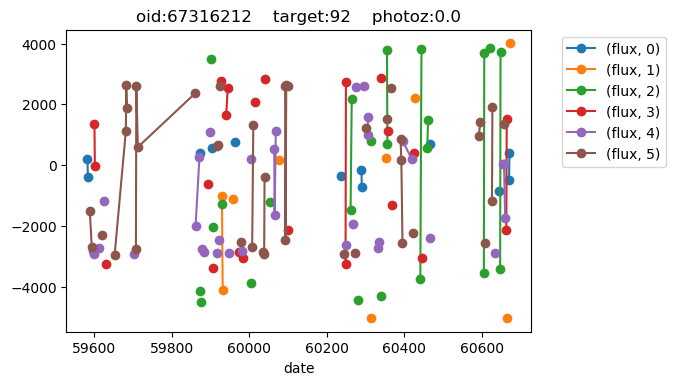 oid:67316212    target:92    photoz:0.0
4000
2000
0
−2000
−4000
59600
59800
60000
60200
60400
60600
date
(flux, 0)
(flux, 1)
(flux, 2)
(flux, 3)
(flux, 4)
(flux, 5)